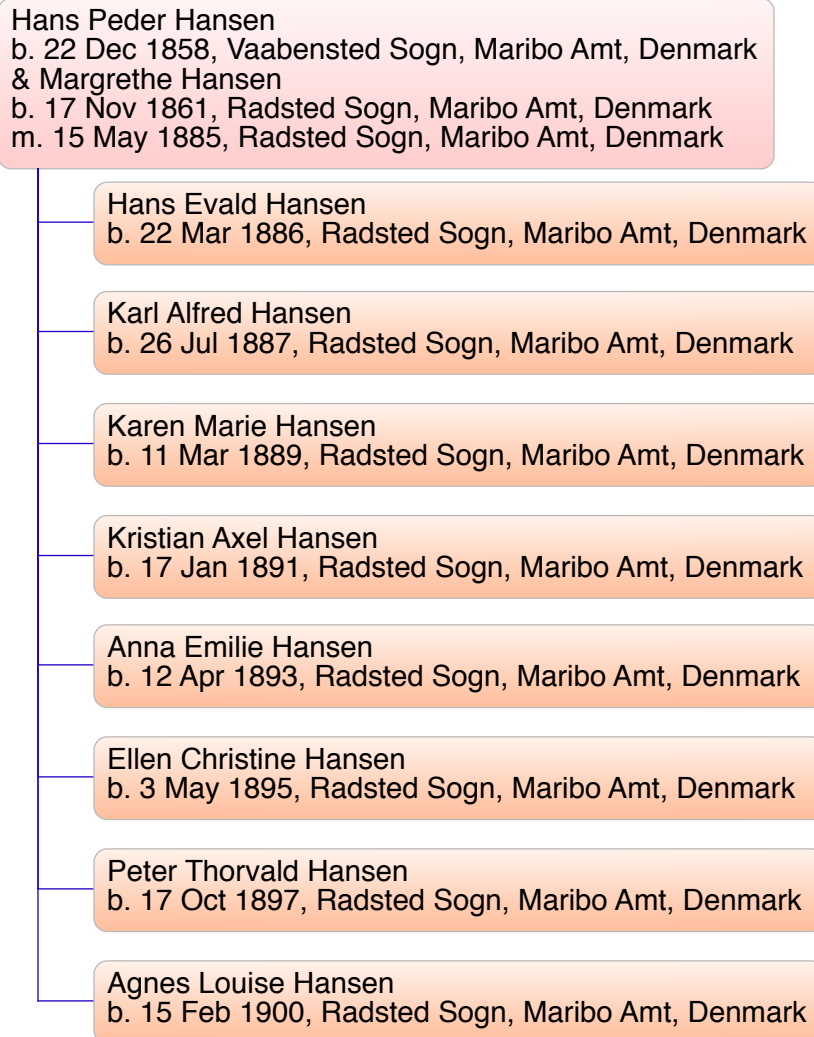 Hans Peder Hansen
b. 22 Dec 1858, Vaabensted Sogn, Maribo Amt, Denmark
& Margrethe Hansen
b. 17 Nov 1861, Radsted Sogn, Maribo Amt, Denmark
m. 15 May 1885, Radsted Sogn, Maribo Amt, Denmark
Hans Evald Hansen
b. 22 Mar 1886, Radsted Sogn, Maribo Amt, Denmark
Karl Alfred Hansen
b. 26 Jul 1887, Radsted Sogn, Maribo Amt, Denmark
Karen Marie Hansen
b. 11 Mar 1889, Radsted Sogn, Maribo Amt, Denmark
Kristian Axel Hansen
b. 17 Jan 1891, Radsted Sogn, Maribo Amt, Denmark
Anna Emilie Hansen
b. 12 Apr 1893, Radsted Sogn, Maribo Amt, Denmark
Ellen Christine Hansen
b. 3 May 1895, Radsted Sogn, Maribo Amt, Denmark
Peter Thorvald Hansen
b. 17 Oct 1897, Radsted Sogn, Maribo Amt, Denmark
Agnes Louise Hansen
b. 15 Feb 1900, Radsted Sogn, Maribo Amt, Denmark